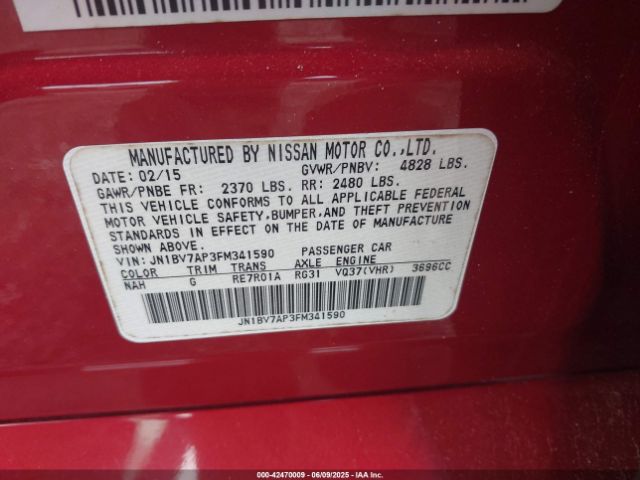 MANUFACTURED BY NISSAN MOTOR CO.,LTD.
DATE: 02/15 GVWR/PNBV: 4828 LBS.
GAWR/PNBE FR: 2370 LBS. RR: 2480 LBS.
THIS VEHICLE CONFORMS TO ALL APPLICABLE FEDERAL
MOTOR VEHICLE SAFETY, BUMPER, AND THEFT PREVENTION
STANDARDS IN EFFECT ON THE DATE OF MANUFACTURE
SHOWN ABOVE.
VIN: JN1BV7AP3FM341590 PASSENGER CAR
COLOR TRIM TRANS AXLE ENGINE
NAH G RE7R01A RG31 VQ37(VHR) 3696CC
JN1BV7AP3FM341590
000-42470009 - 06/09/2025 - IAAI.COM